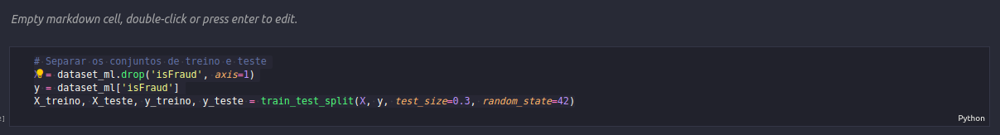 Empty markdown cell, double-click or press enter to edit.
# Separar os conjuntos de treino e teste
X = dataset_ml.drop('isFraud', axis=1)
y = dataset_ml['isFraud']
X_treino, X_teste, y_treino, y_teste = train_test_split(X, y, test_size=0.3, random_state=42)
Python